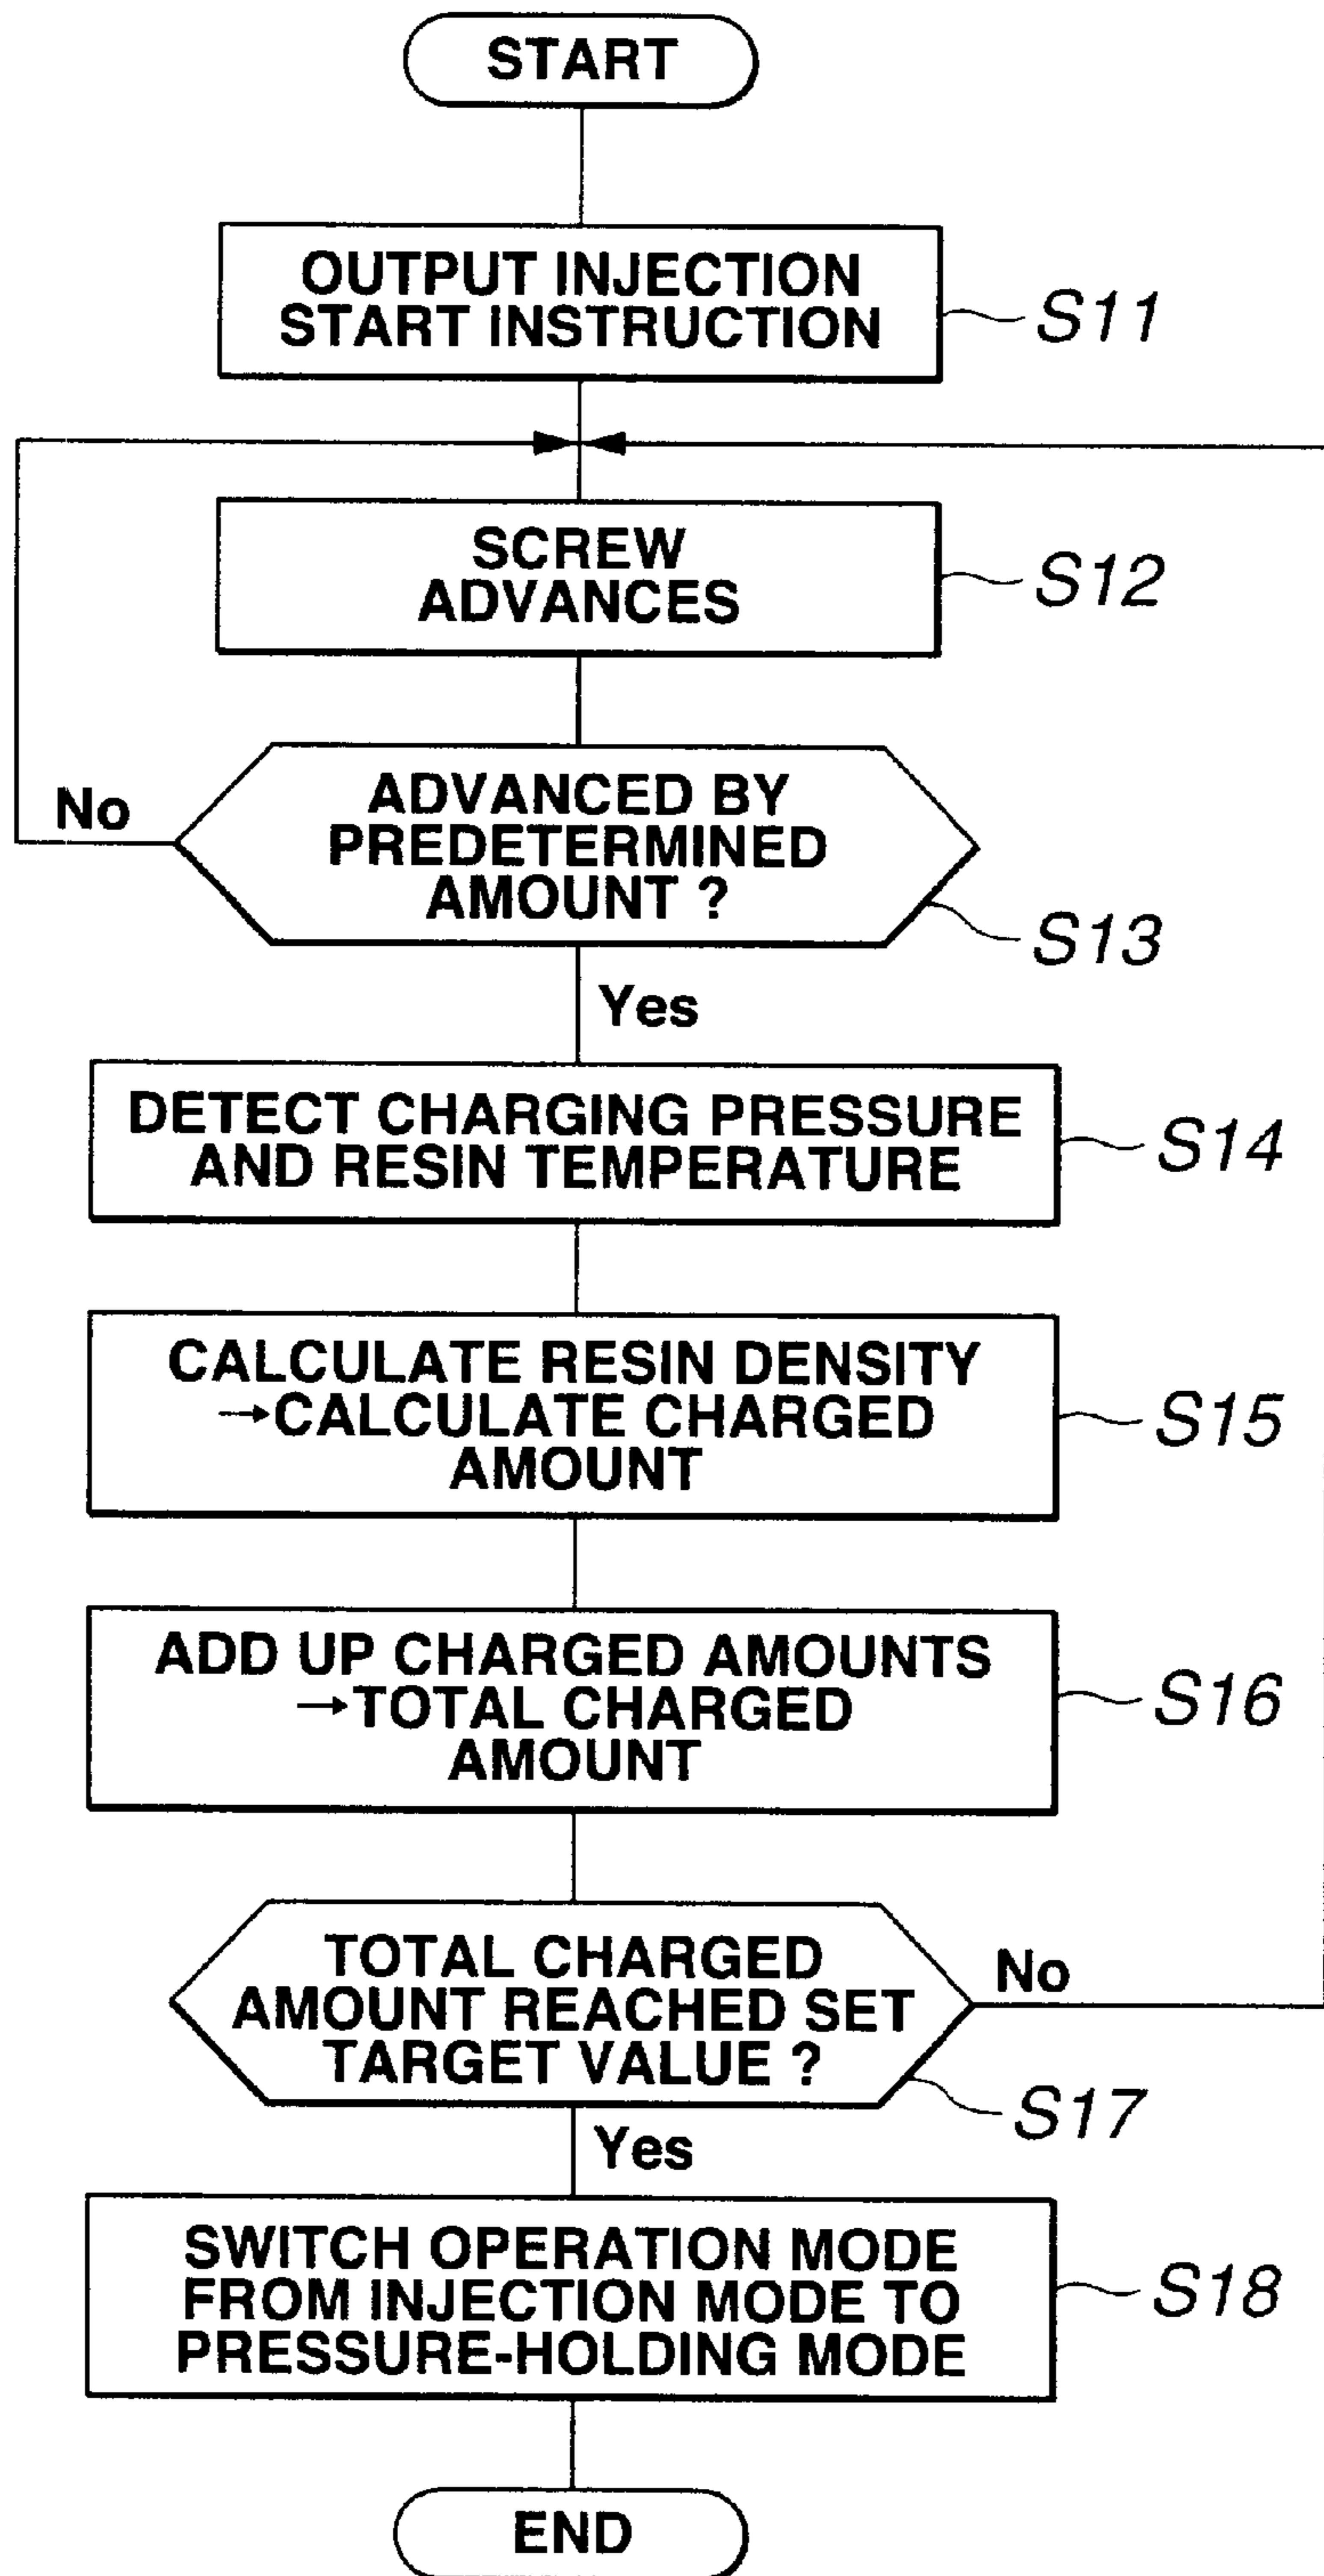 START
OUTPUT INJECTION
START INSTRUCTION
S11
SCREW
ADVANCES
S12
ADVANCED BY
PREDETERMINED
AMOUNT ?
No
S13
Yes
DETECT CHARGING PRESSURE
AND RESIN TEMPERATURE
S14
CALCULATE RESIN DENSITY
→CALCULATE CHARGED
AMOUNT
S15
ADD UP CHARGED AMOUNTS
→TOTAL CHARGED
AMOUNT
S16
TOTAL CHARGED
AMOUNT REACHED SET
TARGET VALUE ?
No
S17
Yes
SWITCH OPERATION MODE
FROM INJECTION MODE TO
PRESSURE-HOLDING MODE
S18
END